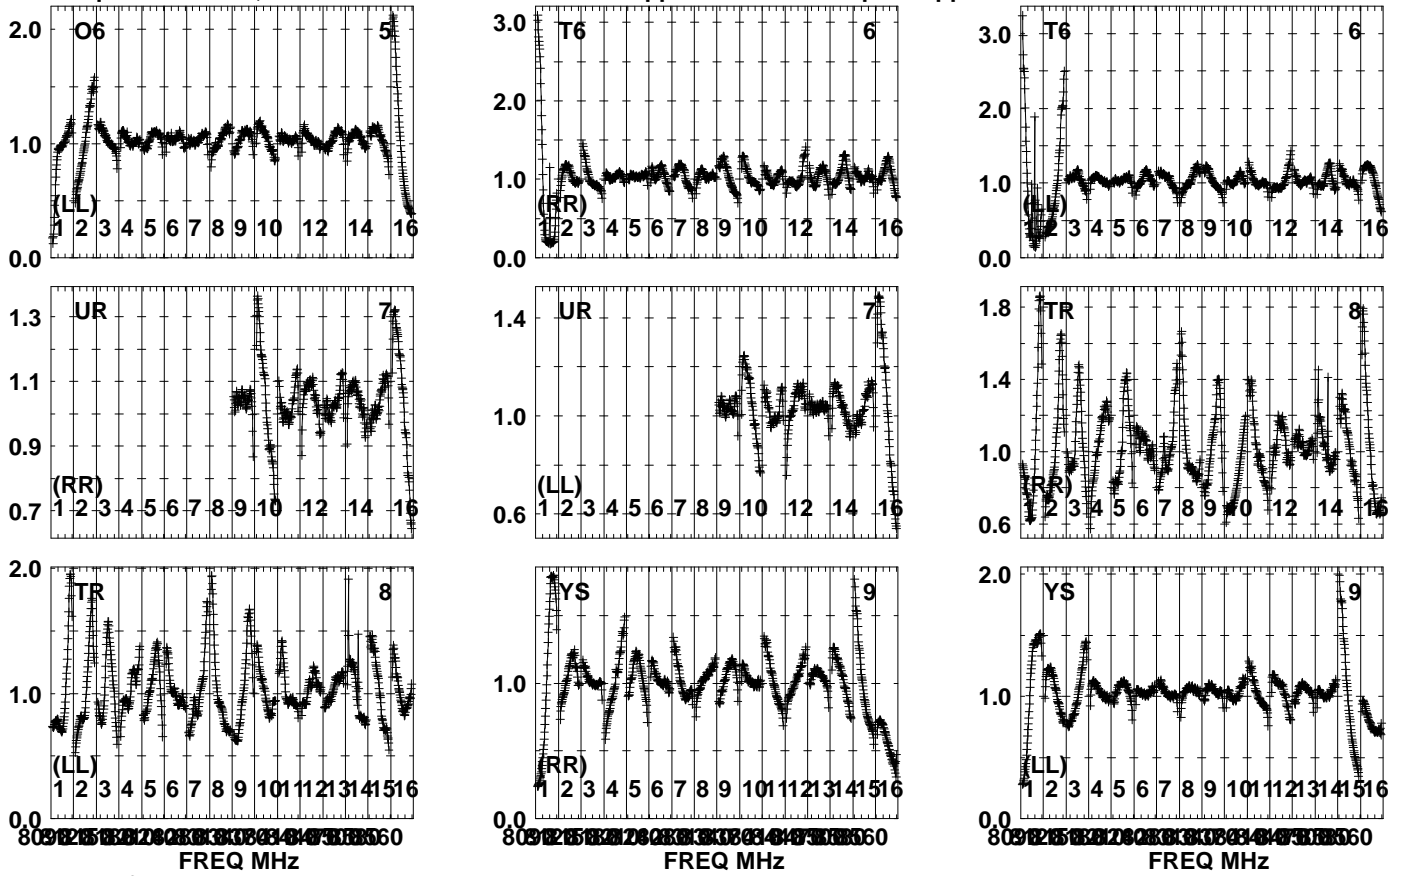 2.0 O6 5
1.0
(LL)
1 2 3 4 5 6 7 8 9 10 12 14 16
0.0
3.0 T6 6
2.0
1.0
(RR)
1 2 3 4 5 6 7 8 9 10 12 14 16
0.0
3.0 T6 6
2.0
1.0
(LL)
1 2 3 4 5 6 7 8 9 10 12 14 16
0.0
UR 7
1.3
1.1
0.9
(RR)
0.7 1 2 3 4 5 6 7 8 9 10 12 14 16
UR 7
1.4
1.0
(LL)
0.6 1 2 3 4 5 6 7 8 9 10 12 14 16
TR 8
1.8
1.4
1.0
(RR)
1 2 3 4 5 6 7 8 9 10 12 14 16
0.6
2.0 TR 8
1.0
(LL)
1 2 3 4 5 6 7 8 9 10 11 12 13 14 15 16
0.0
FREQ MHz
YS 9
1.0
(RR)
1 2 3 4 5 6 7 8 9 10 11 12 13 14 15 16
0.0
FREQ MHz
2.0 YS 9
1.0
(LL)
1 2 3 4 5 6 7 8 9 10 11 12 13 14 15 16
0.0
FREQ MHz